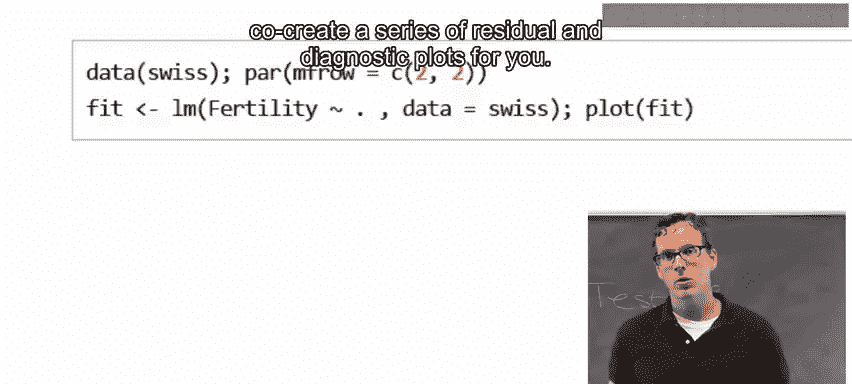 co-create a series of residual and
diagnostic plots for you.
data(swiss); par(mfrow = c(2, 2))
fit <- lm(Fertility ~ . , data = swiss); plot(fit)
Test